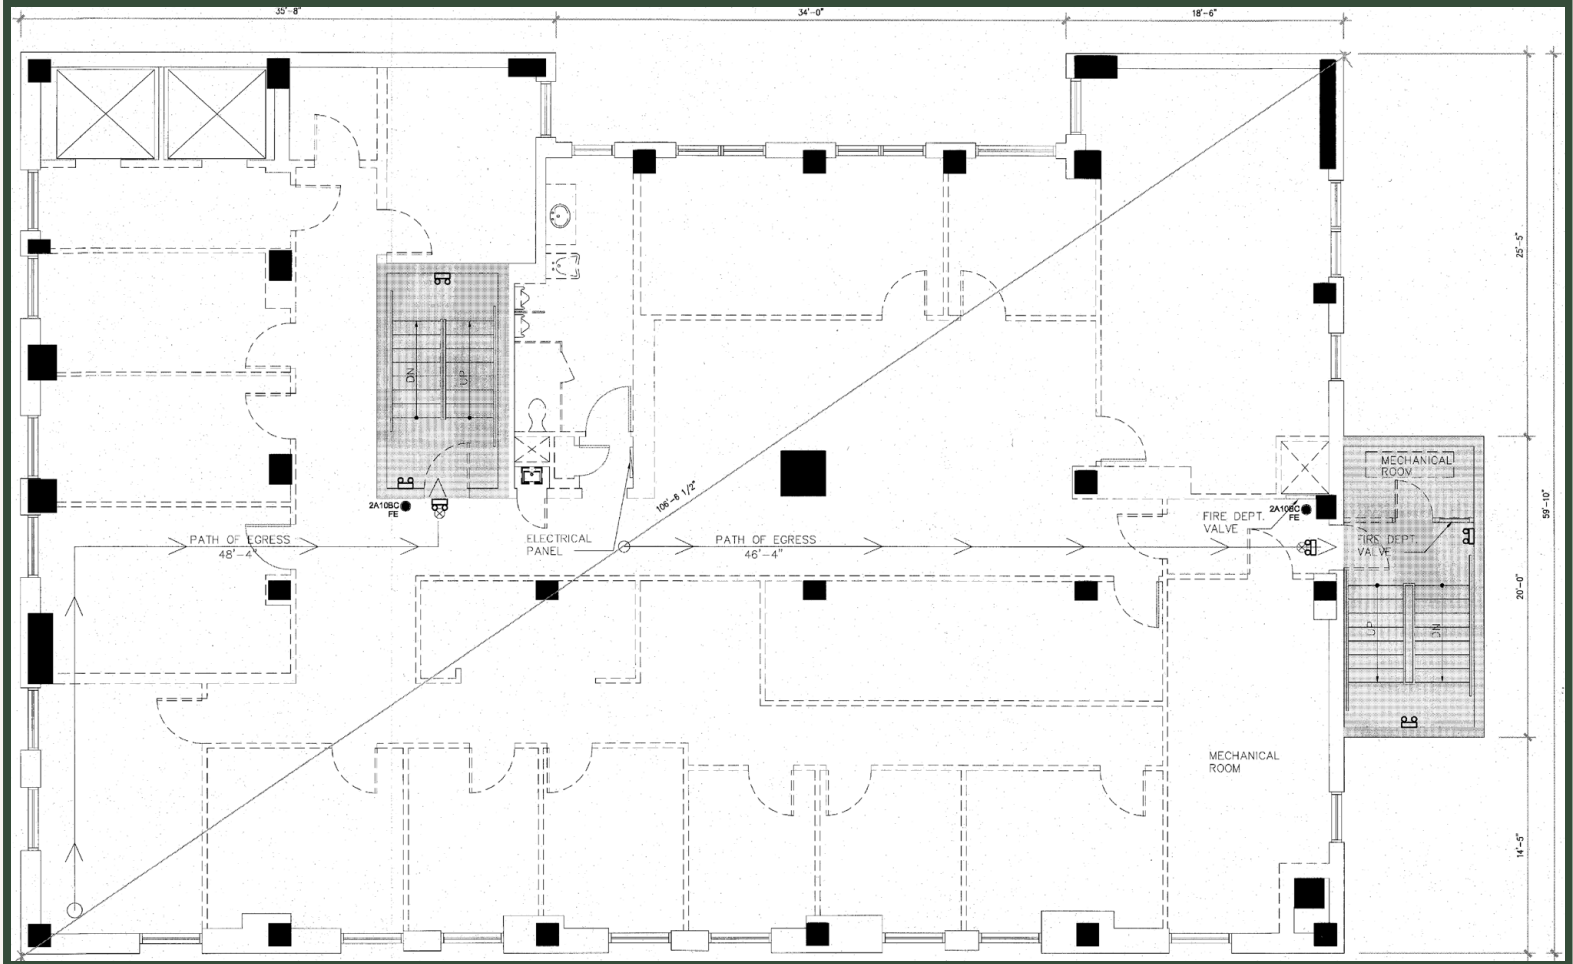 35'-8"
34'-0"
18'-6"
25'-5"
59'-10"
20'-0"
14'-5"
DN
UP
106'-6 1/2"
2A10BC
FE
PATH OF EGRESS
48'-4"
ELECTRICAL
PANEL
PATH OF EGRESS
46'-4"
FIRE DEPT.
VALVE
2A10BC
FE
MECHANICAL
ROOM
FIRE DEPT.
VALVE
UP
DN
MECHANICAL
ROOM